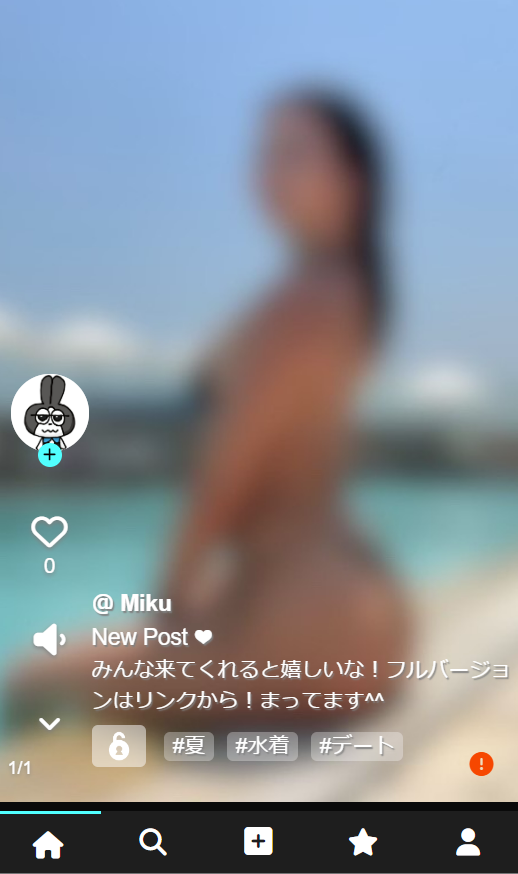 0
@ Miku
New Post ❤
みんな来てくれると嬉しいな！フルバージョ
ンはリンクから！まってます^^
#夏 #水着 #デート
1/1